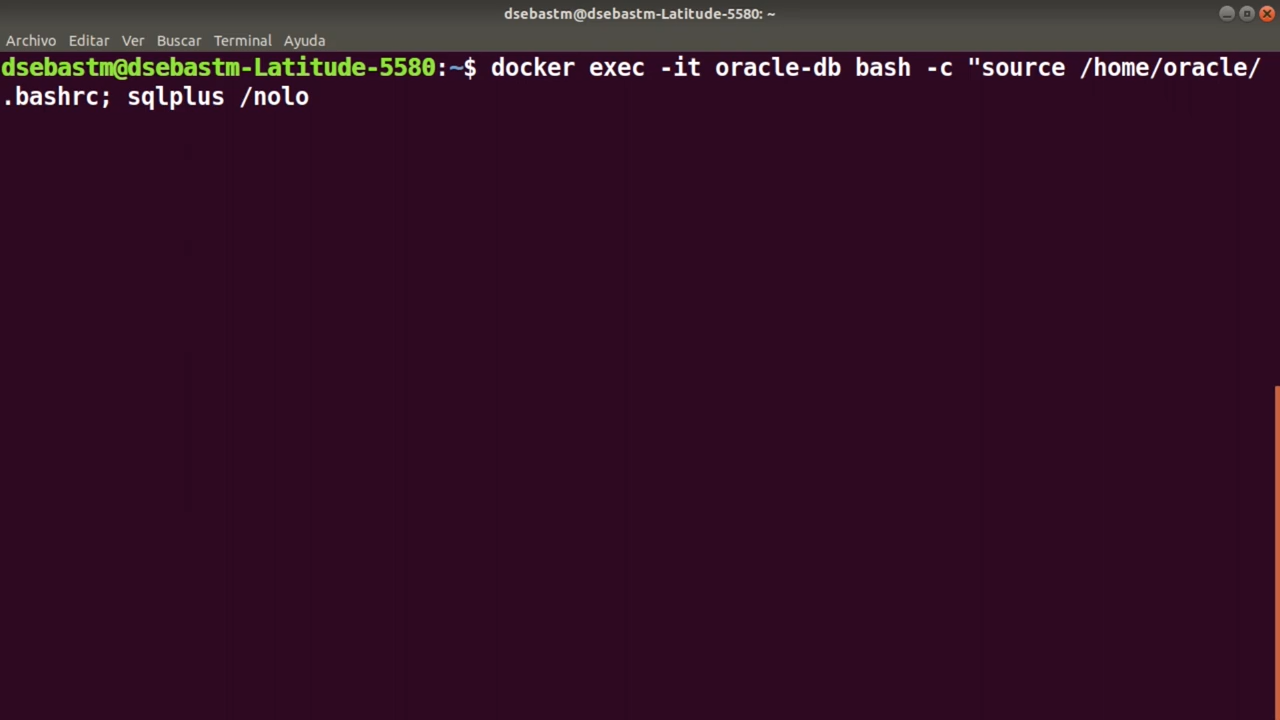 dsebastm@dsebastm-Latitude-5580: ~
Archivo Editar Ver Buscar Terminal Ayuda
dsebastm@dsebastm-Latitude-5580:~$ docker exec -it oracle-db bash -c "source /home/oracle/
.bashrc; sqlplus /nolo